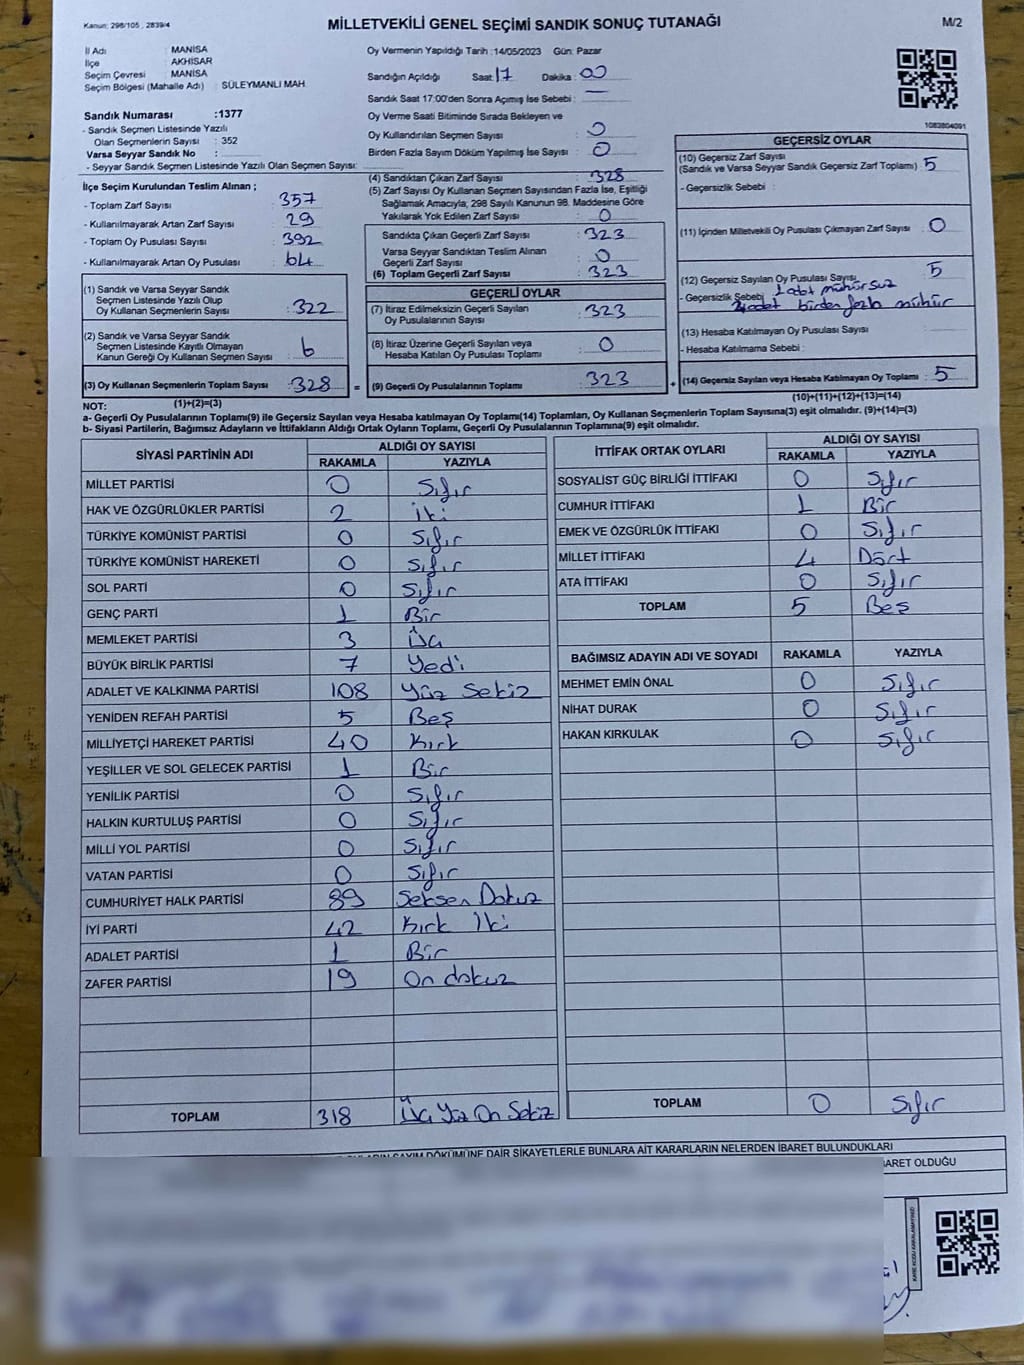 Kanun: 298/105 , 2839/4
MİLLETVEKİLİ GENEL SEÇİMİ SANDIK SONUÇ TUTANAĞI
M/2
İl Adı : MANİSA
İlçe : AKHİSAR
Seçim Çevresi : MANİSA
Seçim Bölgesi (Mahalle Adı) : SÜLEYMANLI MAH
Sandık Numarası :1377
- Sandık Seçmen Listesinde Yazılı
Olan Seçmenlerin Sayısı : 352
Varsa Seyyar Sandık No :
- Seyyar Sandık Seçmen Listesinde Yazılı Olan Seçmen Sayısı:
Oy Vermenin Yapıldığı Tarih :14/05/2023 Gün: Pazar
Sandığın Açıldığı Saat: 17 Dakika : 00
Sandık Saat 17:00'den Sonra Açımış İse Sebebi : —
Oy Verme Saati Bitiminde Sırada Bekleyen ve
Oy Kullandırılan Seçmen Sayısı : 0
Birden Fazla Sayım Döküm Yapılmış İse Sayısı : 0
1082804091
İlçe Seçim Kurulundan Teslim Alınan ;
- Toplam Zarf Sayısı : 357
- Kullanılmayarak Artan Zarf Sayısı : 29
- Toplam Oy Pusulası Sayısı : 392
- Kullanılmayarak Artan Oy Pusulası : 64
(4) Sandıktan Çıkan Zarf Sayısı : 328
(5) Zarf Sayısı Oy Kullanan Seçmen Sayısından Fazla İse, Eşitliği
Sağlamak Amacıyla, 298 Sayılı Kanunun 98. Maddesine Göre
Yakılarak Yok Edilen Zarf Sayısı : 0
Sandıkta Çıkan Geçerli Zarf Sayısı : 323
Varsa Seyyar Sandıktan Teslim Alınan
Geçerli Zarf Sayısı : 0
(6) Toplam Geçerli Zarf Sayısı : 323
GEÇERSİZ OYLAR
(10) Geçersiz Zarf Sayısı
(Sandık ve Varsa Seyyar Sandık Geçersiz Zarf Toplamı) : 5
- Geçersizlik Sebebi :
(11) İçinden Milletvekili Oy Pusulası Çıkmayan Zarf Sayısı : 0
(12) Geçersiz Sayılan Oy Pusulası Sayısı : 5
- Geçersizlik Sebebi : 1 adet mühürsüz
4 adet birden fazla mühür
(13) Hesaba Katılmayan Oy Pusulası Sayısı :
- Hesaba Katılmama Sebebi :
(14) Geçersiz Sayılan veya Hesaba Katılmayan Oy Toplamı : 5
(10)+(11)+(12)+(13)=(14)
(1) Sandık ve Varsa Seyyar Sandık
Seçmen Listesinde Yazılı Olup
Oy Kullanan Seçmenlerin Sayısı : 322
(2) Sandık ve Varsa Seyyar Sandık
Seçmen Listesinde Kayıtlı Olmayan
Kanun Gereği Oy Kullanan Seçmen Sayısı : 6
(3) Oy Kullanan Seçmenlerin Toplam Sayısı : 328 =
(1)+(2)=(3)
GEÇERLİ OYLAR
(7) İtiraz Edilmeksizin Geçerli Sayılan
Oy Pusulalarının Sayısı : 323
(8) İtiraz Üzerine Geçerli Sayılan veya
Hesaba Katılan Oy Pusulası Toplamı : 0
(9) Geçerli Oy Pusulalarının Toplamı : 323 +
NOT:
a- Geçerli Oy Pusulalarının Toplamı(9) ile Geçersiz Sayılan veya Hesaba katılmayan Oy Toplamı(14) Toplamları, Oy Kullanan Seçmenlerin Toplam Sayısına(3) eşit olmalıdır. (9)+(14)=(3)
b- Siyasi Partilerin, Bağımsız Adayların ve İttifakların Aldığı Ortak Oyların Toplamı, Geçerli Oy Pusulalarının Toplamına(9) eşit olmalıdır.
SİYASİ PARTİNİN ADI ALDIĞI OY SAYISI
RAKAMLA YAZIYLA
MİLLET PARTİSİ 0 Sıfır
HAK VE ÖZGÜRLÜKLER PARTİSİ 2 İki
TÜRKİYE KOMÜNİST PARTİSİ 0 Sıfır
TÜRKİYE KOMÜNİST HAREKETİ 0 Sıfır
SOL PARTİ 0 Sıfır
GENÇ PARTİ 1 Bir
MEMLEKET PARTİSİ 3 Üç
BÜYÜK BİRLİK PARTİSİ 7 Yedi
ADALET VE KALKINMA PARTİSİ 108 Yüz Sekiz
YENİDEN REFAH PARTİSİ 5 Beş
MİLLİYETÇİ HAREKET PARTİSİ 40 Kırk
YEŞİLLER VE SOL GELECEK PARTİSİ 1 Bir
YENİLİK PARTİSİ 0 Sıfır
HALKIN KURTULUŞ PARTİSİ 0 Sıfır
MİLLİ YOL PARTİSİ 0 Sıfır
VATAN PARTİSİ 0 Sıfır
CUMHURİYET HALK PARTİSİ 89 Seksen Dokuz
İYİ PARTİ 42 Kırk İki
ADALET PARTİSİ 1 Bir
ZAFER PARTİSİ 19 On dokuz
TOPLAM 318 Üç Yüz On Sekiz
İTTİFAK ORTAK OYLARI ALDIĞI OY SAYISI
RAKAMLA YAZIYLA
SOSYALİST GÜÇ BİRLİĞİ İTTİFAKI 0 Sıfır
CUMHUR İTTİFAKI 1 Bir
EMEK VE ÖZGÜRLÜK İTTİFAKI 0 Sıfır
MİLLET İTTİFAKI 4 Dört
ATA İTTİFAKI 0 Sıfır
TOPLAM 5 Beş
BAĞIMSIZ ADAYIN ADI VE SOYADI RAKAMLA YAZIYLA
MEHMET EMİN ÖNAL 0 Sıfır
NİHAT DURAK 0 Sıfır
HAKAN KIRKULAK 0 Sıfır
TOPLAM 0 Sıfır
SAYIM DÖKÜMÜNE DAİR ŞİKAYETLERLE BUNLARA AİT KARARLARIN NELERDEN İBARET BULUNDUKLARI
OLDUĞU